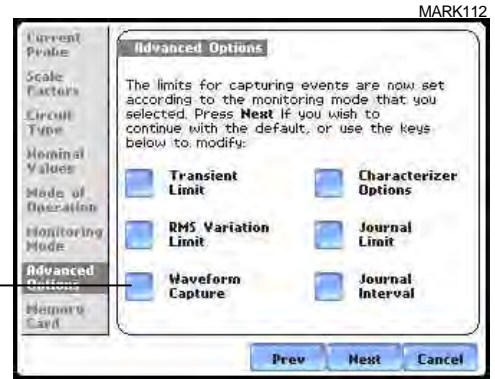 MARK112
Current
Probe
Scale
Factors
Circuit
Type
Nominal
Values
Mode of
Operation
Monitoring
Mode
Advanced
Options
Memory
Card
Advanced Options
The limits for capturing events are now set
according to the monitoring mode that you
selected. Press Next If you wish to
continue with the default, or use the keys
below to modify:
Transient
Limit
Characterizer
Options
RMS Variation
Limit
Journal
Limit
Waveform
Capture
Journal
Interval
Prev
Next
Cancel